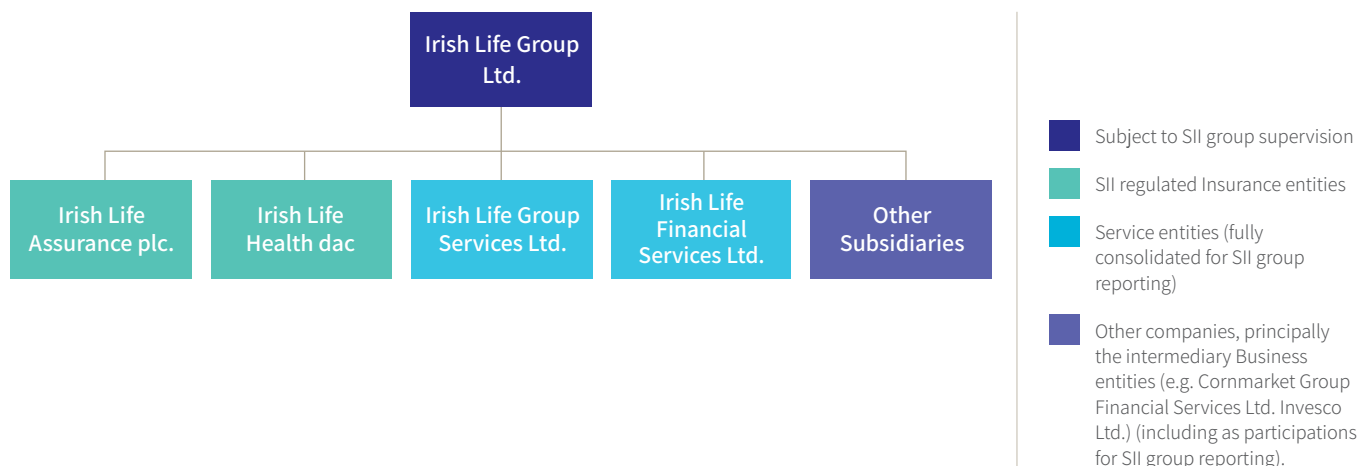 Irish Life Group
Ltd.
Irish Life
Assurance plc.
Irish Life
Health dac
Irish Life Group
Services Ltd.
Irish Life
Financial
Services Ltd.
Other
Subsidiaries
Subject to SII group supervision
SII regulated Insurance entities
Service entities (fully
consolidated for SII group
reporting)
Other companies, principally
the intermediary Business
entities (e.g. Cornmarket Group
Financial Services Ltd. Invesco
Ltd.) (including as participations
for SII group reporting).